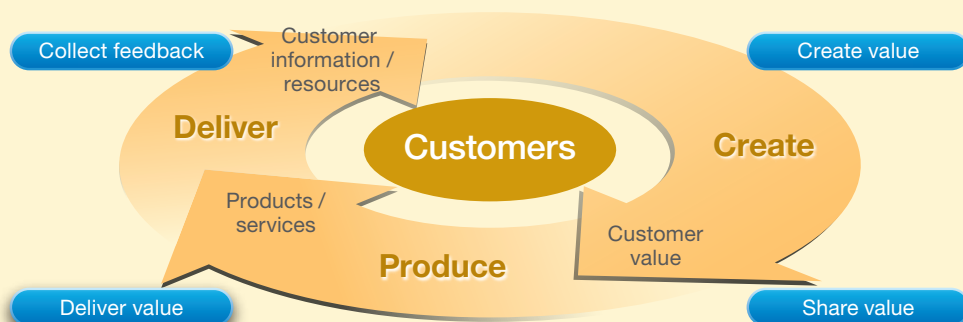 Collect feedback
Customer
information /
resources
Create value
Deliver
Customers
Create
Products /
services
Customer
value
Produce
Deliver value
Share value